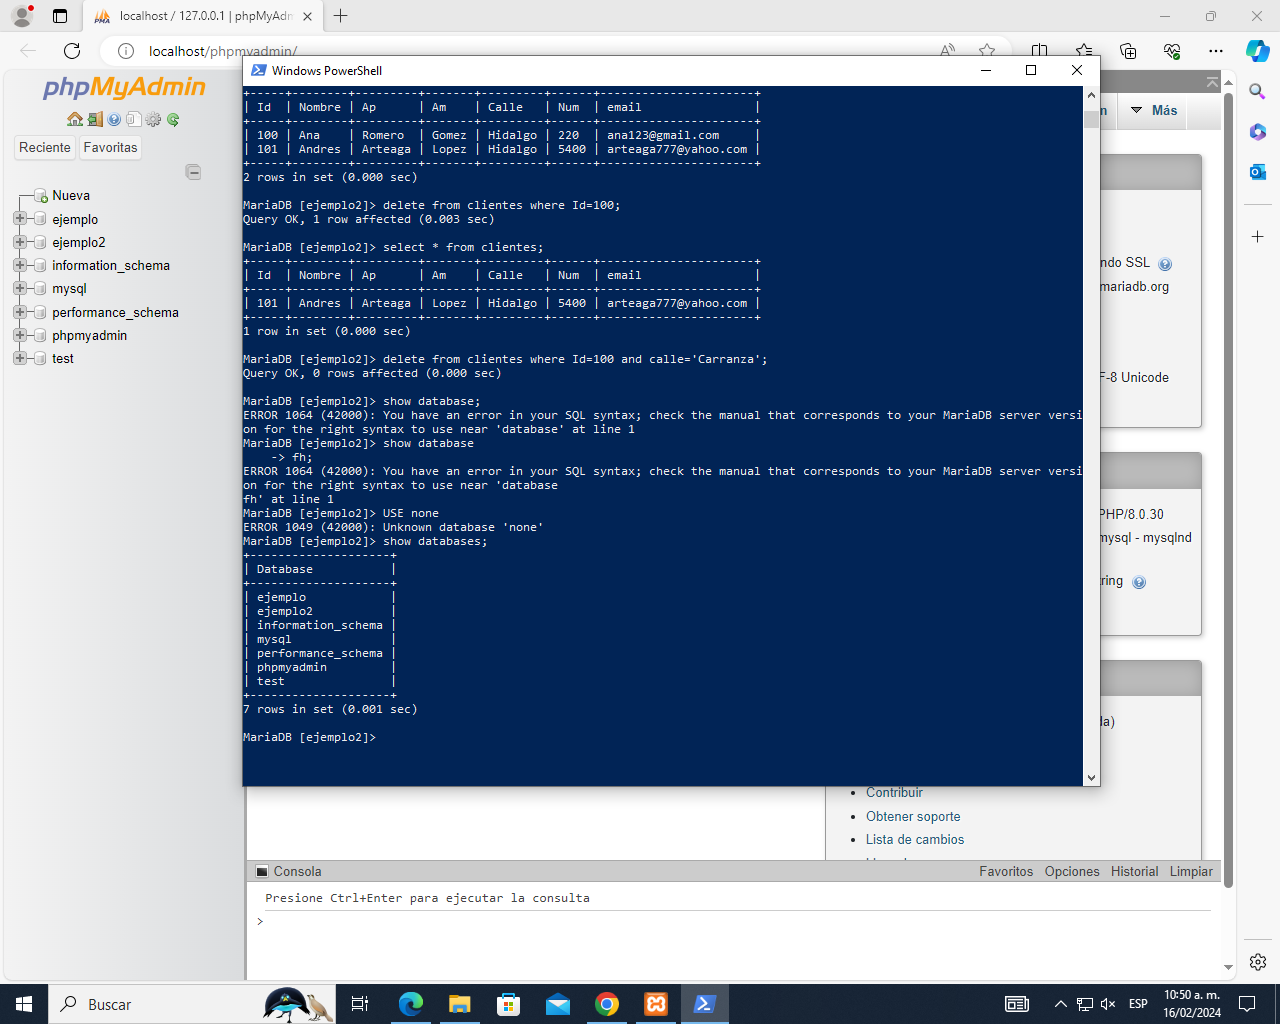 localhost / 127.0.0.1 | phpMyAdm
localhost/phpmyadmin/
phpMyAdmin
Reciente
Favoritas
Nueva
ejemplo
ejemplo2
information_schema
mysql
performance_schema
phpmyadmin
test
Windows PowerShell
+-----+--------+---------+-------+---------+------+----------------------+
| Id  | Nombre | Ap      | Am    | Calle   | Num  | email                |
+-----+--------+---------+-------+---------+------+----------------------+
| 100 | Ana    | Romero  | Gomez | Hidalgo | 220  | ana123@gmail.com     |
| 101 | Andres | Arteaga | Lopez | Hidalgo | 5400 | arteaga777@yahoo.com |
+-----+--------+---------+-------+---------+------+----------------------+
2 rows in set (0.000 sec)
MariaDB [ejemplo2]> delete from clientes where Id=100;
Query OK, 1 row affected (0.003 sec)
MariaDB [ejemplo2]> select * from clientes;
+-----+--------+---------+-------+---------+------+----------------------+
| Id  | Nombre | Ap      | Am    | Calle   | Num  | email                |
+-----+--------+---------+-------+---------+------+----------------------+
| 101 | Andres | Arteaga | Lopez | Hidalgo | 5400 | arteaga777@yahoo.com |
+-----+--------+---------+-------+---------+------+----------------------+
1 row in set (0.000 sec)
MariaDB [ejemplo2]> delete from clientes where Id=100 and calle='Carranza';
Query OK, 0 rows affected (0.000 sec)
MariaDB [ejemplo2]> show database;
ERROR 1064 (42000): You have an error in your SQL syntax; check the manual that corresponds to your MariaDB server versi
on for the right syntax to use near 'database' at line 1
MariaDB [ejemplo2]> show database
    -> fh;
ERROR 1064 (42000): You have an error in your SQL syntax; check the manual that corresponds to your MariaDB server versi
on for the right syntax to use near 'database
fh' at line 1
MariaDB [ejemplo2]> USE none
ERROR 1049 (42000): Unknown database 'none'
MariaDB [ejemplo2]> show databases;
+--------------------+
| Database           |
+--------------------+
| ejemplo            |
| ejemplo2           |
| information_schema |
| mysql              |
| performance_schema |
| phpmyadmin         |
| test               |
+--------------------+
7 rows in set (0.001 sec)
MariaDB [ejemplo2]>
n
Más
ndo SSL
mariadb.org
F-8 Unicode
PHP/8.0.30
mysql - mysqlnd
tring
da)
Contribuir
Obtener soporte
Lista de cambios
Consola
Favoritos
Opciones
Historial
Limpiar
Presione Ctrl+Enter para ejecutar la consulta
>
Buscar
ESP
10:50 a. m.
16/02/2024